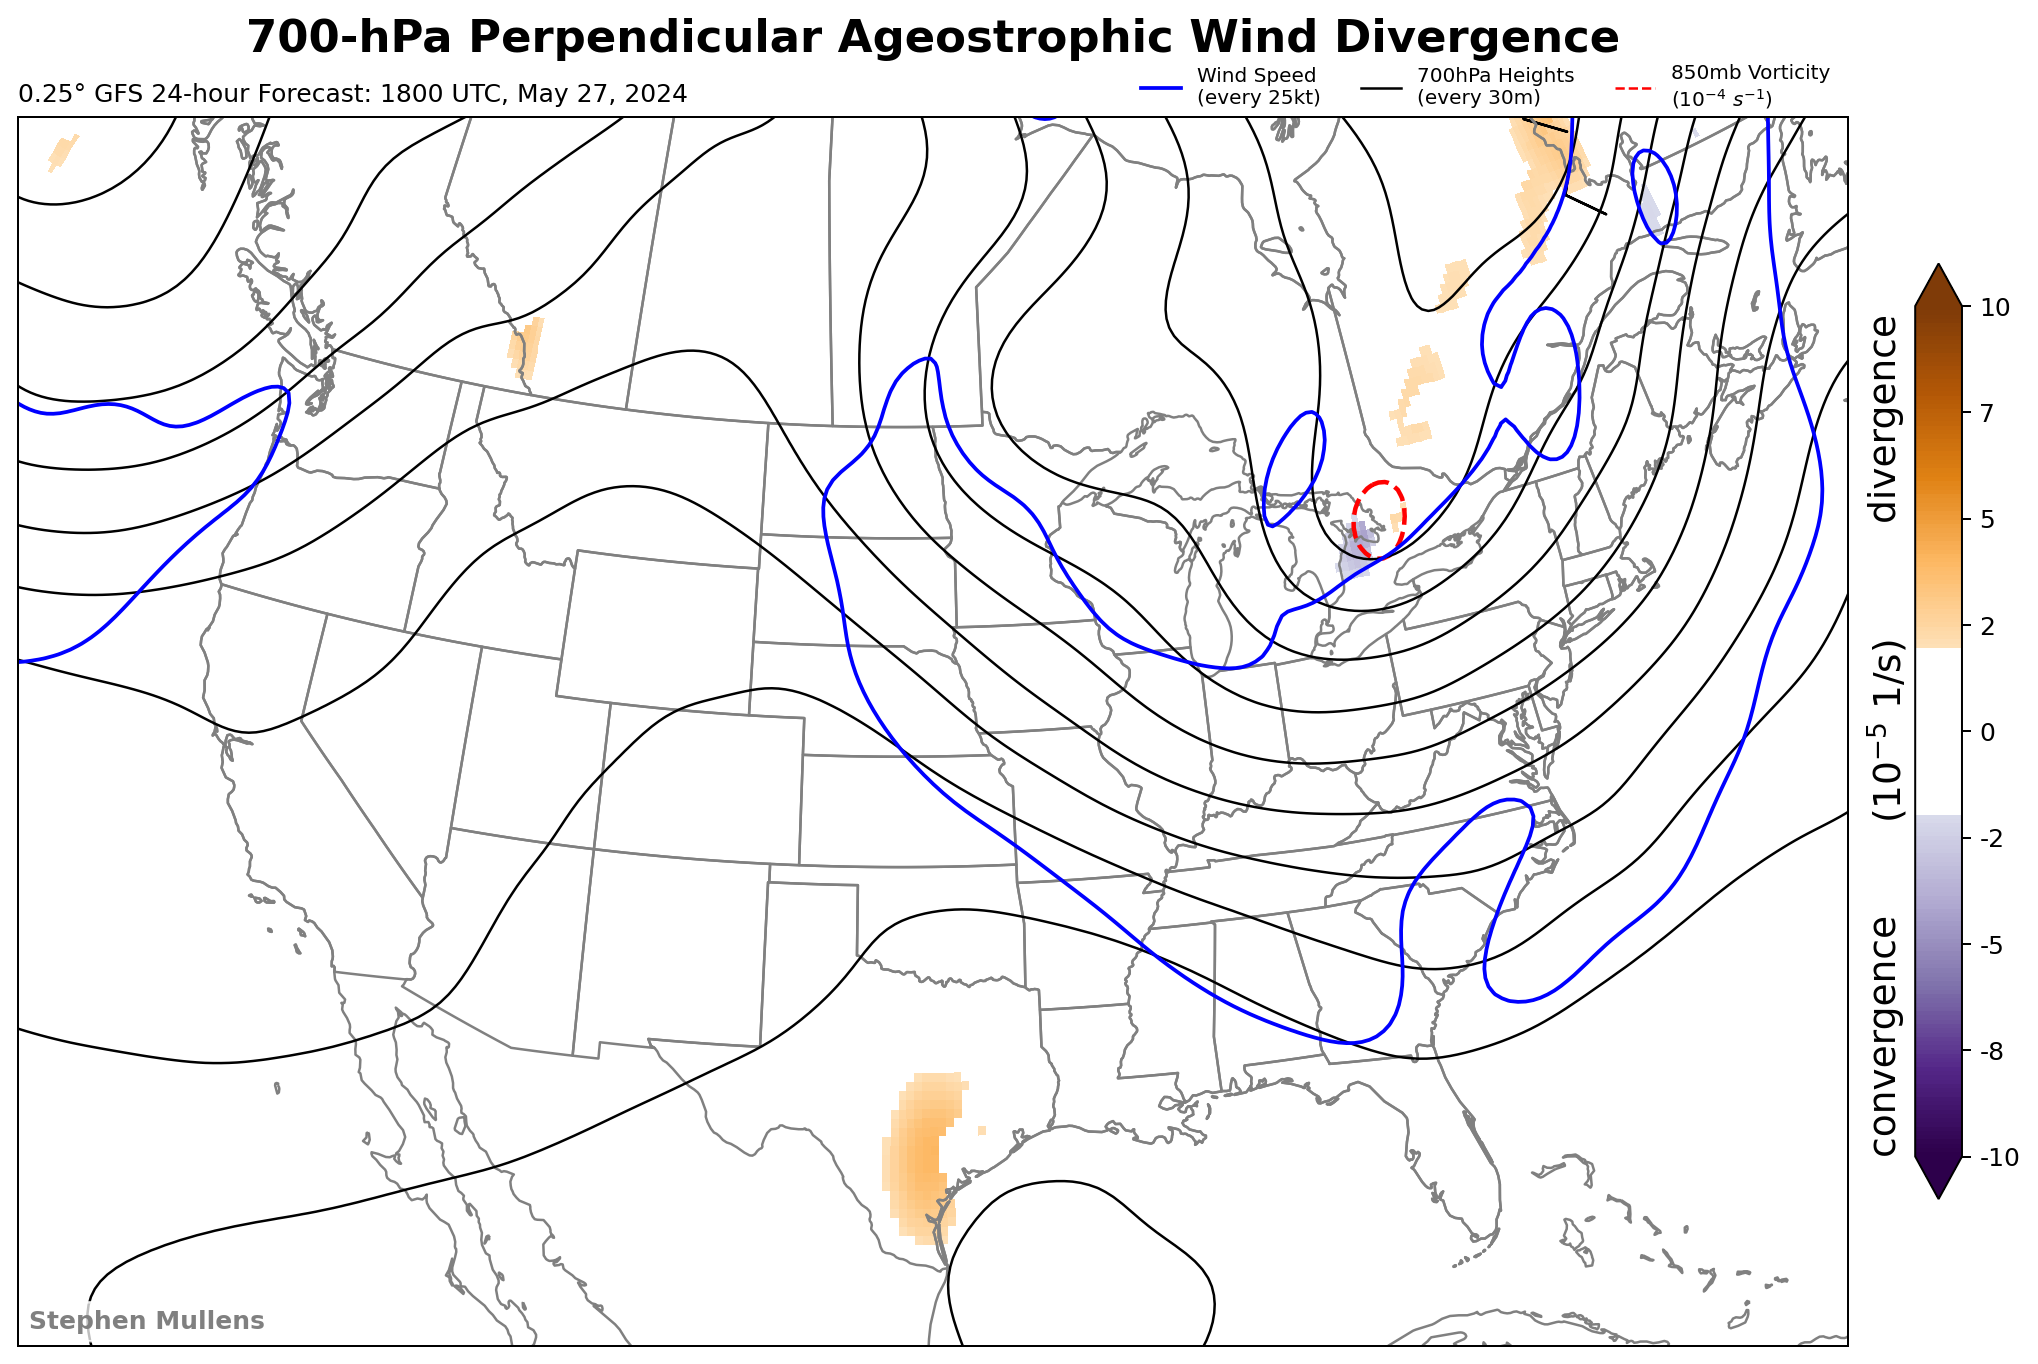 700-hPa Perpendicular Ageostrophic Wind Divergence
0.25° GFS 24-hour Forecast: 1800 UTC, May 27, 2024
Wind Speed
(every 25kt)
700hPa Heights
(every 30m)
850mb Vorticity
(10⁻⁴ s⁻¹)
10
7
5
2
0
-2
-5
-8
-10
convergence (10⁻⁵ 1/s) divergence
Stephen Mullens